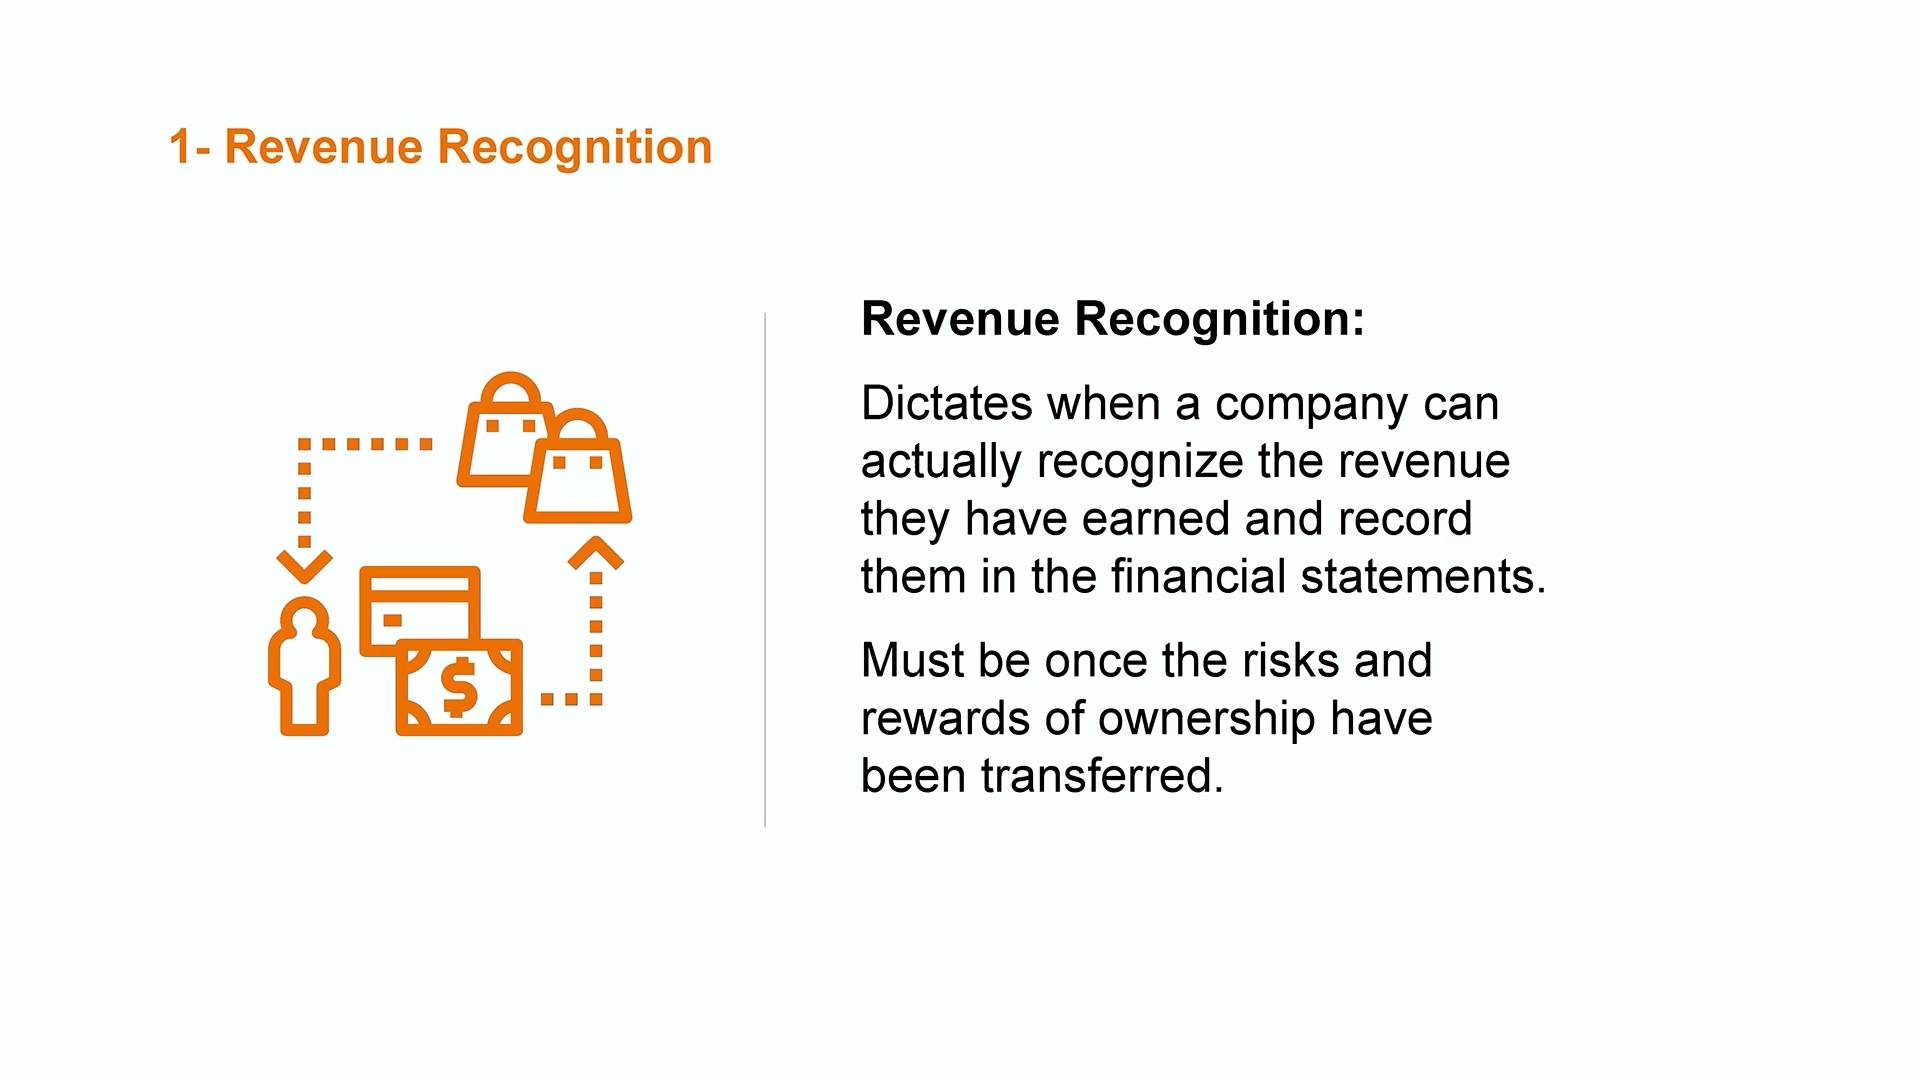 1- Revenue Recognition
Revenue Recognition:
Dictates when a company can
actually recognize the revenue
they have earned and record
them in the financial statements.
Must be once the risks and
rewards of ownership have
been transferred.
$